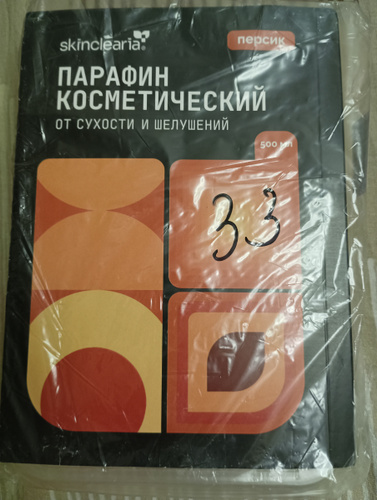 skinclearia®
персик
ПАРАФИН
КОСМЕТИЧЕСКИЙ
ОТ СУХОСТИ И ШЕЛУШЕНИЙ
500 мл
33